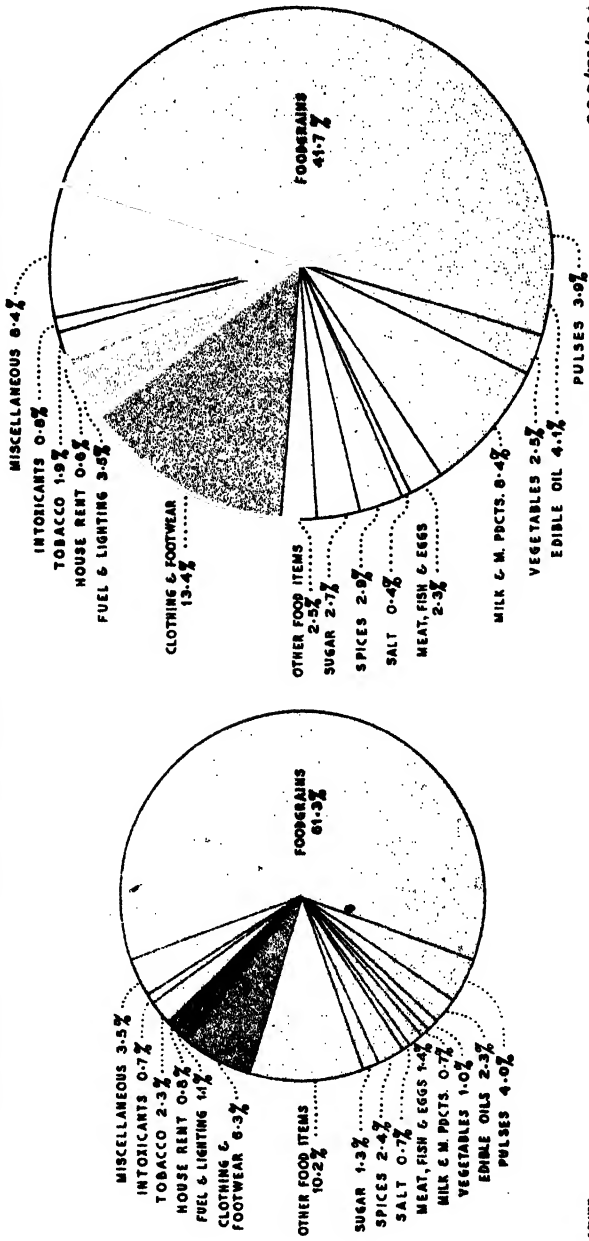 FOODGRAINS
41·7%
MISCELLANEOUS 8·4%
INTOXICANTS 0·8%
TOBACCO 1·9%
HOUSE RENT 0·6%
FUEL & LIGHTING 3·5%
CLOTHING & FOOTWEAR
13·4%
OTHER FOOD ITEMS
2·5%
SUGAR 2·7%
SPICES 2·9%
SALT 0·4%
MEAT, FISH & EGGS
2·3%
MILK & M. PDCTS. 8·4%
VEGETABLES 2·5%
EDIBLE OIL 4·1%
PULSES 3·9%
FOODGRAINS
61·3%
MISCELLANEOUS 3·5%
INTOXICANTS 0·7%
TOBACCO 2·3%
HOUSE RENT 0·8%
FUEL & LIGHTING 1·1%
CLOTHING &
FOOTWEAR 6·3%
OTHER FOOD ITEMS
10·2%
SUGAR 1·3%
SPICES 2·4%
SALT 0·7%
MEAT, FISH & EGGS 1·4%
MILK & M. PDCTS. 0·7%
VEGETABLES 1·0%
EDIBLE OILS 2·3%
PULSES 4·0%